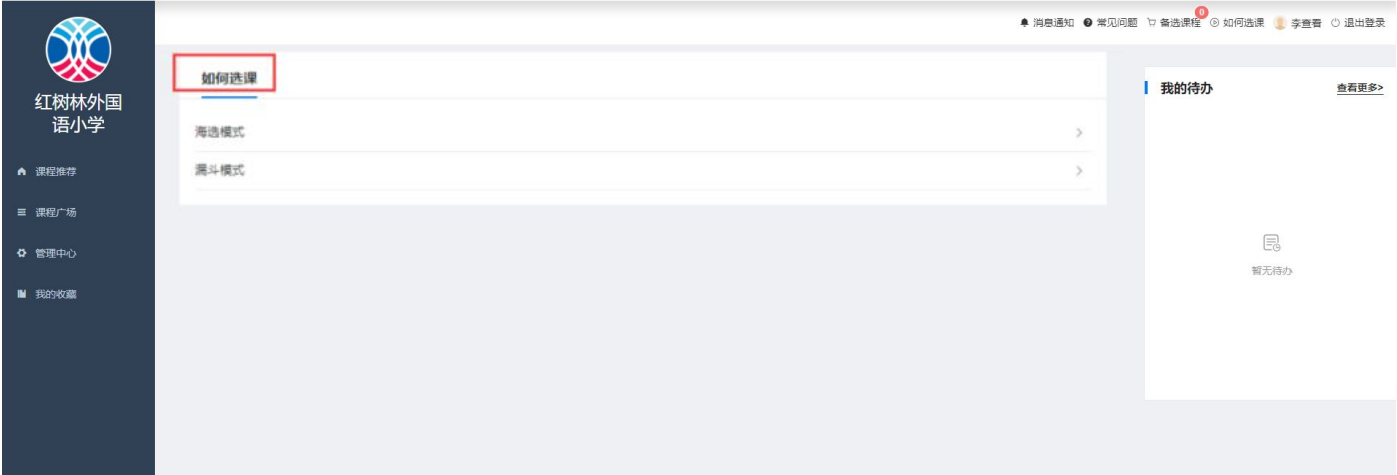 消息通知 常见问题 备选课程 0 如何选课 李查看 退出登录
红树林外国
语小学
课程推荐
课程广场
管理中心
我的收藏
如何选课
海选模式
漏斗模式
我的待办 查看更多>
暂无待办